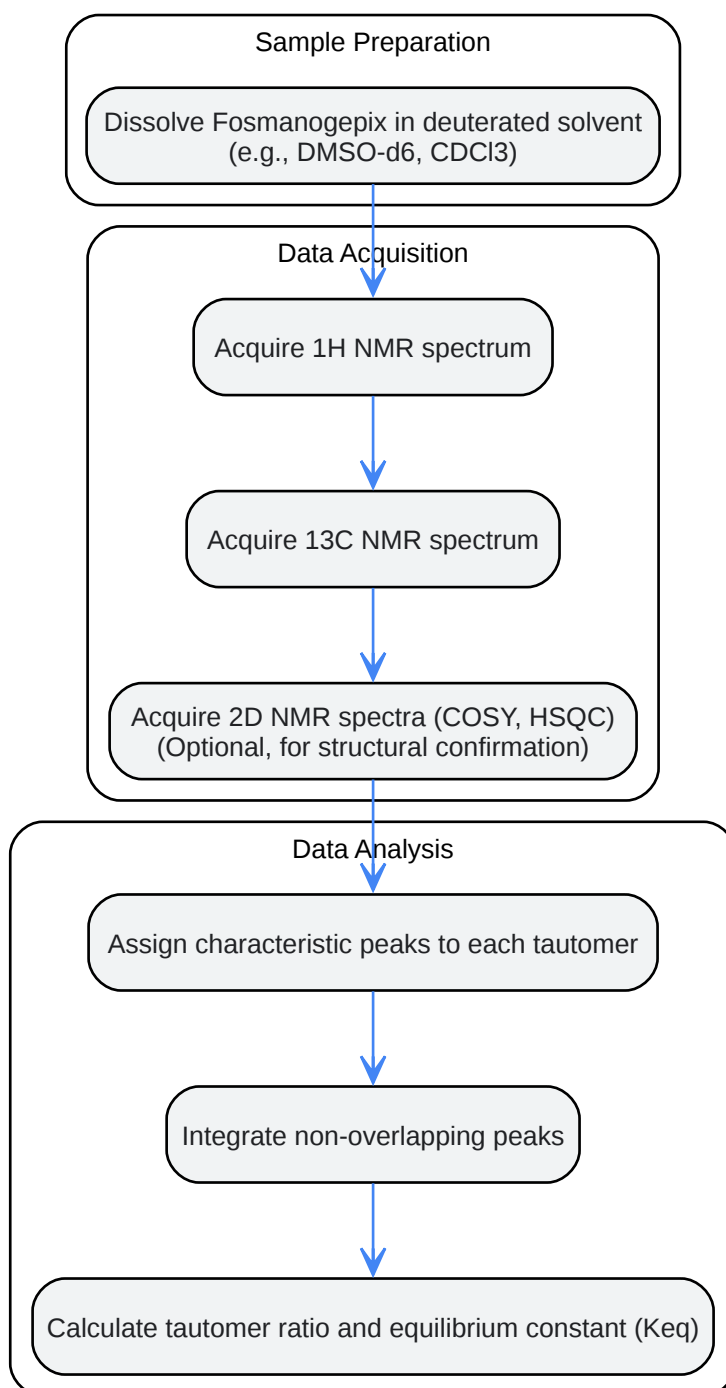 Sample Preparation
Dissolve Fosmanogepix in deuterated solvent
(e.g., DMSO-d6, CDCl3)
Data Acquisition
Acquire 1H NMR spectrum
Acquire 13C NMR spectrum
Acquire 2D NMR spectra (COSY, HSQC)
(Optional, for structural confirmation)
Data Analysis
Assign characteristic peaks to each tautomer
Integrate non-overlapping peaks
Calculate tautomer ratio and equilibrium constant (Keq)